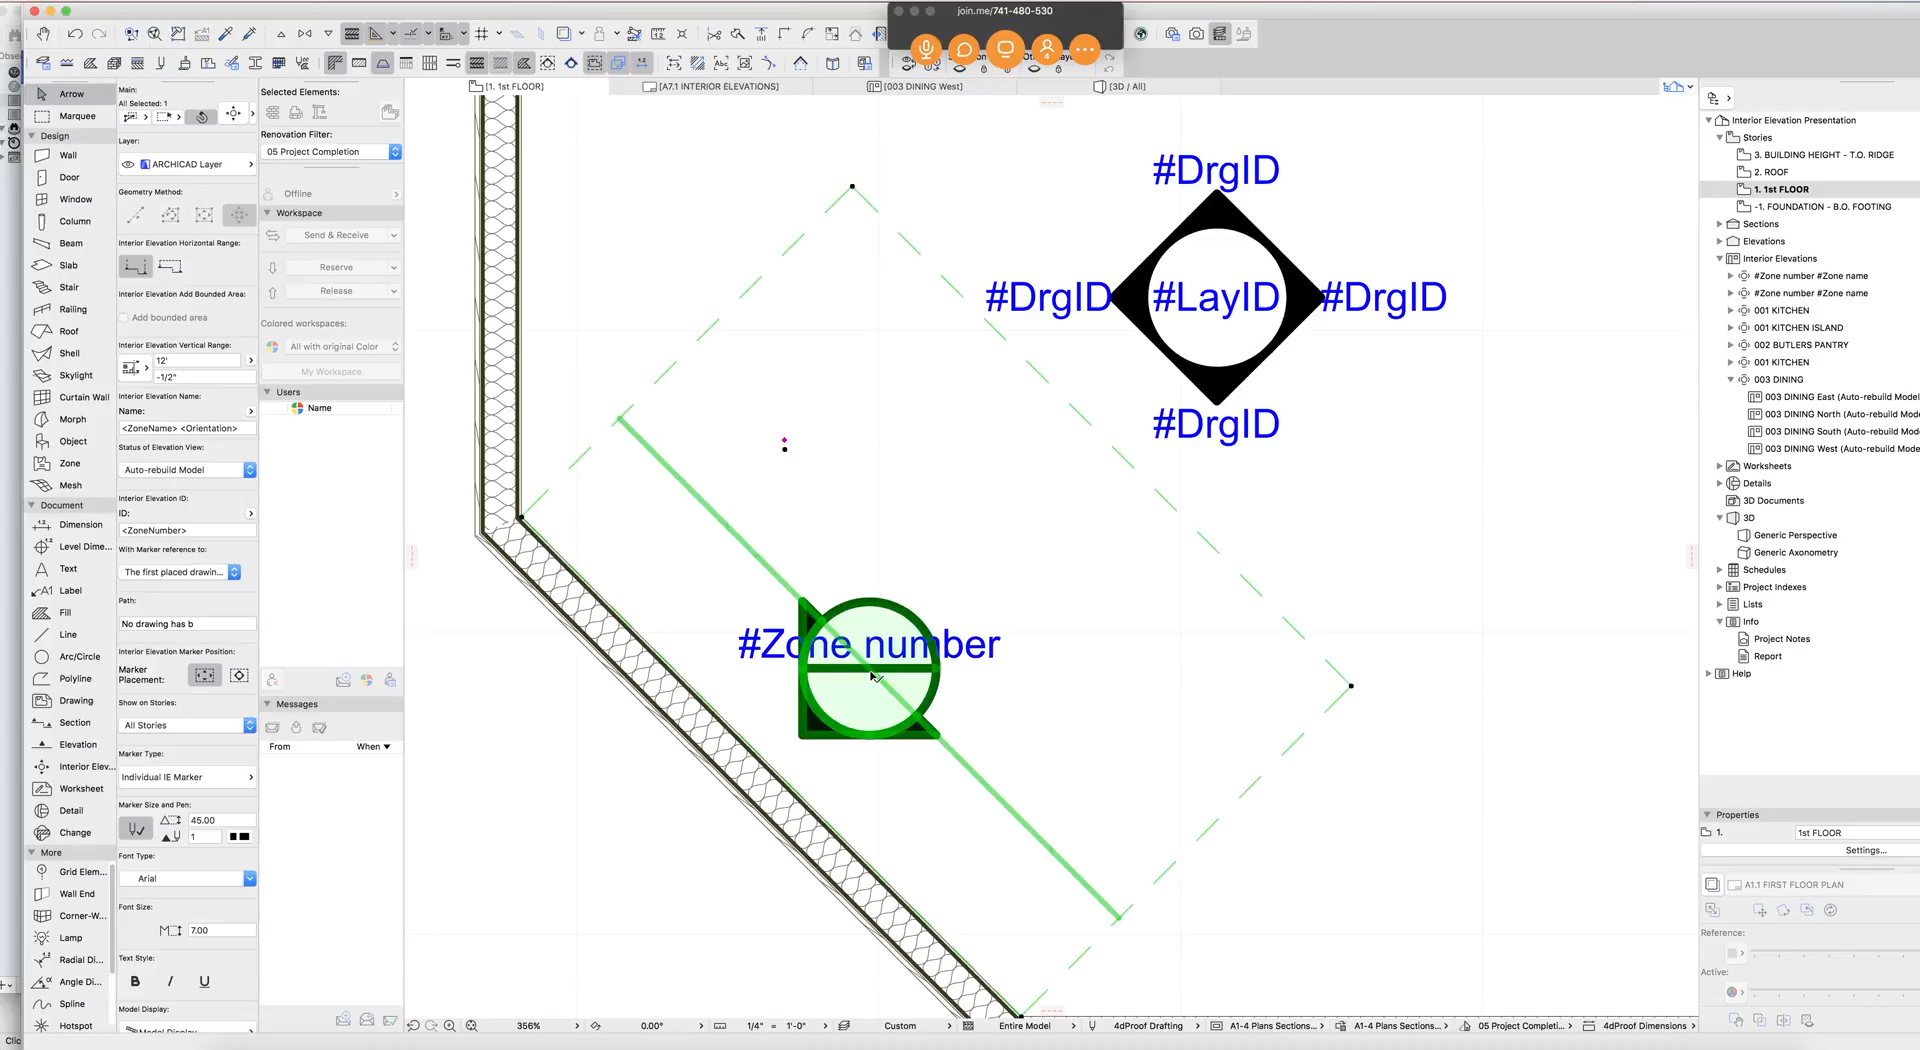 join.me/741-480-530
[1. 1st FLOOR]
[A7.1 INTERIOR ELEVATIONS]
[003 DINING West]
[3D / All]
Arrow
Marquee
Design
Wall
Door
Window
Column
Beam
Slab
Stair
Railing
Roof
Shell
Skylight
Curtain Wall
Morph
Object
Zone
Mesh
Document
Dimension
Level Dime...
Text
Label
Fill
Line
Arc/Circle
Polyline
Drawing
Section
Elevation
Interior Elev...
Worksheet
Detail
Change
More
Grid Elem...
Wall End
Corner-W...
Lamp
Radial Di...
Angle Di...
Spline
Hotspot
Main:
All Selected: 1
Layer:
ARCHICAD Layer
Geometry Method:
Interior Elevation Horizontal Range:
Interior Elevation Add Bounded Area:
Add bounded area
Interior Elevation Vertical Range:
12'
-1/2"
Interior Elevation Name:
Name:
<ZoneName> <Orientation>
Status of Elevation View:
Auto-rebuild Model
Interior Elevation ID:
ID:
<ZoneNumber>
With Marker reference to:
The first placed drawin...
Path:
No drawing has b
Interior Elevation Marker Position:
Marker
Placement:
Show on Stories:
All Stories
Marker Type:
Individual IE Marker
Marker Size and Pen:
45.00
1
Font Type:
Arial
Font Size:
7.00
Text Style:
B I U
Model Display:
Model Display...
Selected Elements:
Renovation Filter:
05 Project Completion
Offline
Workspace
Send & Receive
Reserve
Release
Colored workspaces:
All with original Color
My Workspace
Users
Name
Messages
From When
#DrgID
#DrgID #LayID #DrgID
#DrgID
#Zone number
Interior Elevation Presentation
Stories
3. BUILDING HEIGHT - T.O. RIDGE
2. ROOF
1. 1st FLOOR
-1. FOUNDATION - B.O. FOOTING
Sections
Elevations
Interior Elevations
#Zone number #Zone name
#Zone number #Zone name
001 KITCHEN
001 KITCHEN ISLAND
002 BUTLERS PANTRY
001 KITCHEN
003 DINING
003 DINING East (Auto-rebuild Model
003 DINING North (Auto-rebuild Mode
003 DINING South (Auto-rebuild Mod
003 DINING West (Auto-rebuild Mode
Worksheets
Details
3D Documents
3D
Generic Perspective
Generic Axonometry
Schedules
Project Indexes
Lists
Info
Project Notes
Report
Help
Properties
1. 1st FLOOR
Settings...
A1.1 FIRST FLOOR PLAN
Reference:
Active:
356% 0.00° 1/4" = 1'-0" Custom Entire Model 4dProof Drafting A1-4 Plans Sections... A1-4 Plans Sections... 05 Project Completi... 4dProof Dimensions
Clic